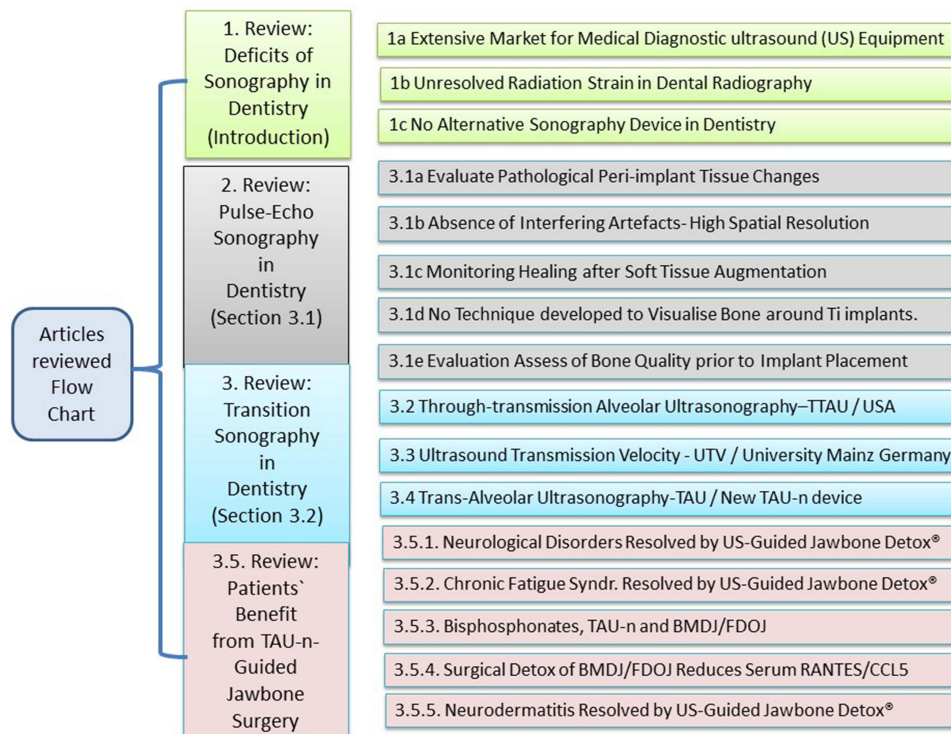 Articles
reviewed
Flow
Chart
1. Review:
Deficits of
Sonography in
Dentistry
(Introduction)
1a Extensive Market for Medical Diagnostic ultrasound (US) Equipment
1b Unresolved Radiation Strain in Dental Radiography
1c No Alternative Sonography Device in Dentistry
2. Review:
Pulse-Echo
Sonography
in
Dentistry
(Section 3.1)
3.1a Evaluate Pathological Peri-implant Tissue Changes
3.1b Absence of Interfering Artefacts- High Spatial Resolution
3.1c Monitoring Healing after Soft Tissue Augmentation
3.1d No Technique developed to Visualise Bone around Ti implants.
3.1e Evaluation Assess of Bone Quality prior to Implant Placement
3. Review:
Transition
Sonography
in
Dentistry
(Section 3.2)
3.2 Through-transmission Alveolar Ultrasonography–TTAU / USA
3.3 Ultrasound Transmission Velocity - UTV / University Mainz Germany
3.4 Trans-Alveolar Ultrasonography-TAU / New TAU-n device
3.5. Review:
Patients`
Benefit
from TAU-n-
Guided
Jawbone
Surgery
3.5.1. Neurological Disorders Resolved by US-Guided Jawbone Detox®
3.5.2. Chronic Fatigue Syndr. Resolved by US-Guided Jawbone Detox®
3.5.3. Bisphosphonates, TAU-n and BMDJ/FDOJ
3.5.4. Surgical Detox of BMDJ/FDOJ Reduces Serum RANTES/CCL5
3.5.5. Neurodermatitis Resolved by US-Guided Jawbone Detox®